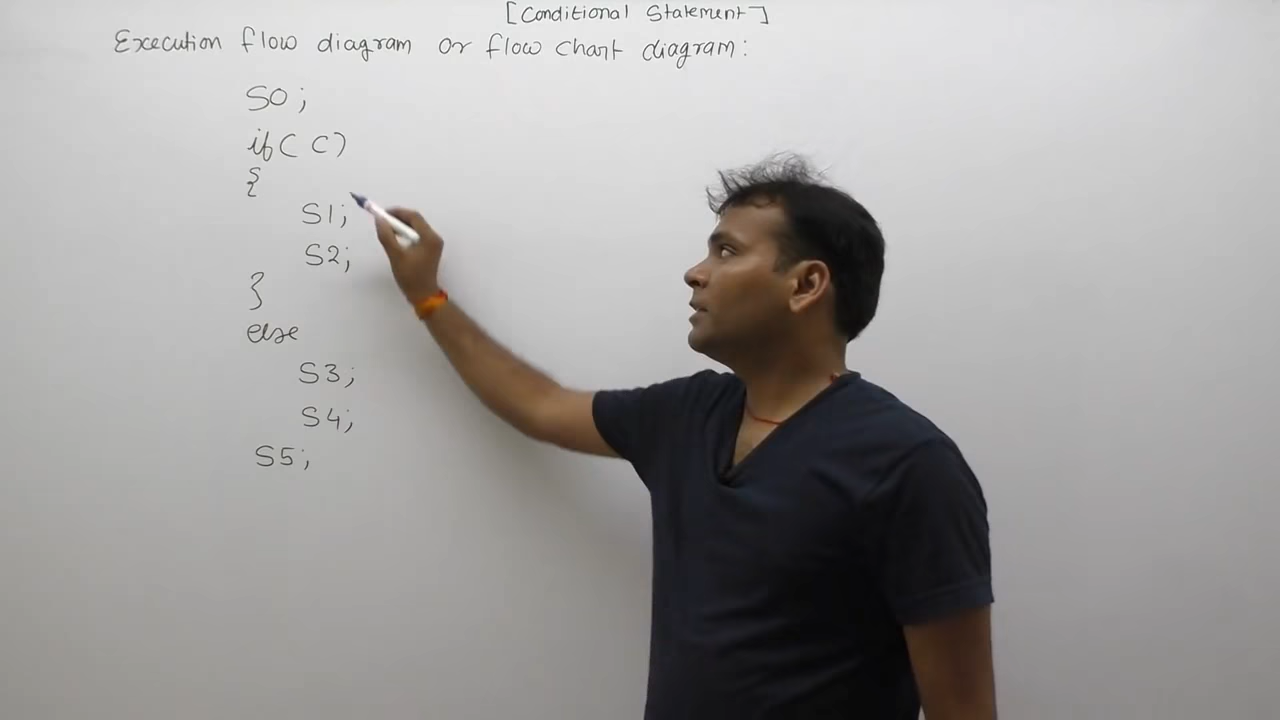 [Conditional Statement]
Execution flow diagram or flow chart diagram:
S0;
if( C)
{
S1;
S2;
}
else
S3;
S4;
S5;